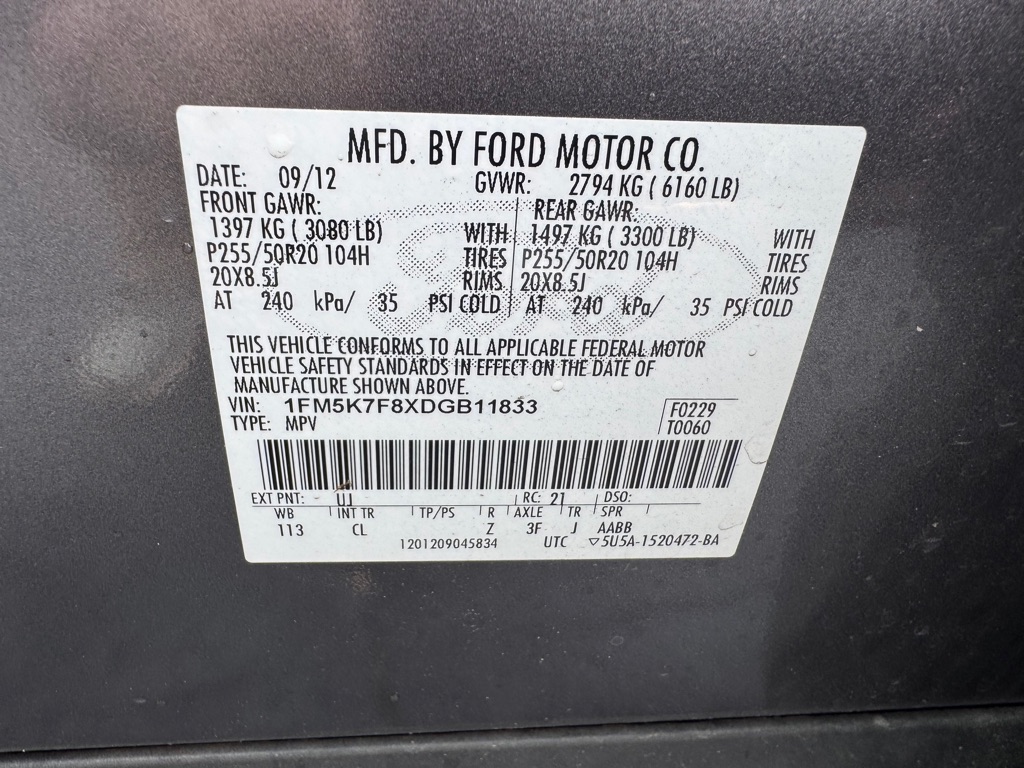 MFD. BY FORD MOTOR CO.
DATE: 09/12 GVWR: 2794 KG ( 6160 LB)
FRONT GAWR: REAR GAWR:
1397 KG ( 3080 LB) WITH 1497 KG ( 3300 LB) WITH
P255/50R20 104H TIRES P255/50R20 104H TIRES
20X8.5J RIMS 20X8.5J RIMS
AT 240 kPa/ 35 PSI COLD AT 240 kPa/ 35 PSI COLD
Ford
THIS VEHICLE CONFORMS TO ALL APPLICABLE FEDERAL MOTOR
VEHICLE SAFETY STANDARDS IN EFFECT ON THE DATE OF
MANUFACTURE SHOWN ABOVE.
VIN: 1FM5K7F8XDGB11833 F0229
TYPE: MPV T0060
EXT PNT: UJ RC: 21 DSO:
WB INT TR TP/PS R AXLE TR SPR
113 CL Z 3F J AABB
1201209045834 UTC ▽5U5A-1520472-BA